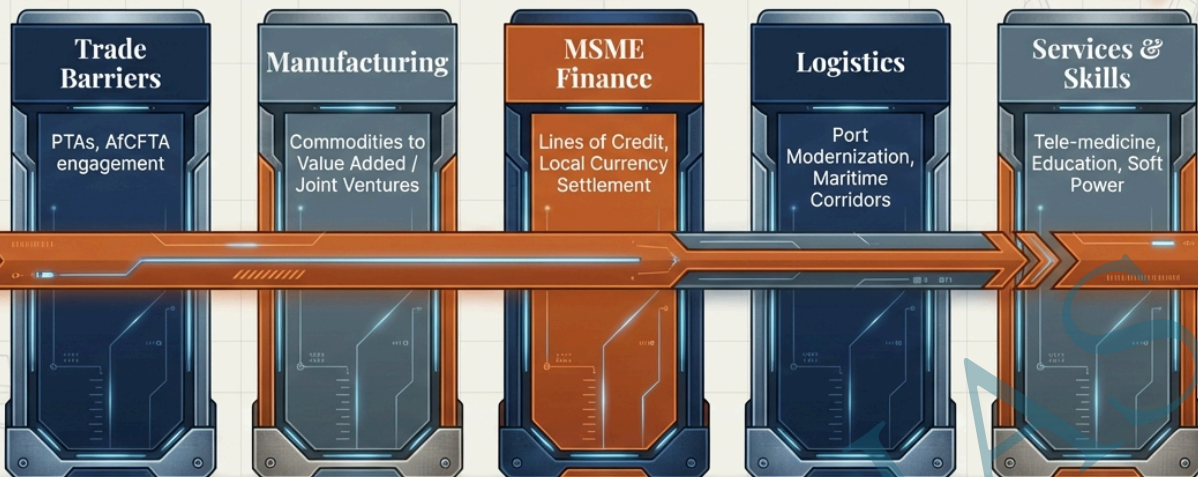 Trade
Barriers
PTAs, AfCFTA
engagement
Manufacturing
Commodities to
Value Added /
Joint Ventures
MSME
Finance
Lines of Credit,
Local Currency
Settlement
Logistics
Port
Modernization,
Maritime
Corridors
Services &
Skills
Tele-medicine,
Education, Soft
Power